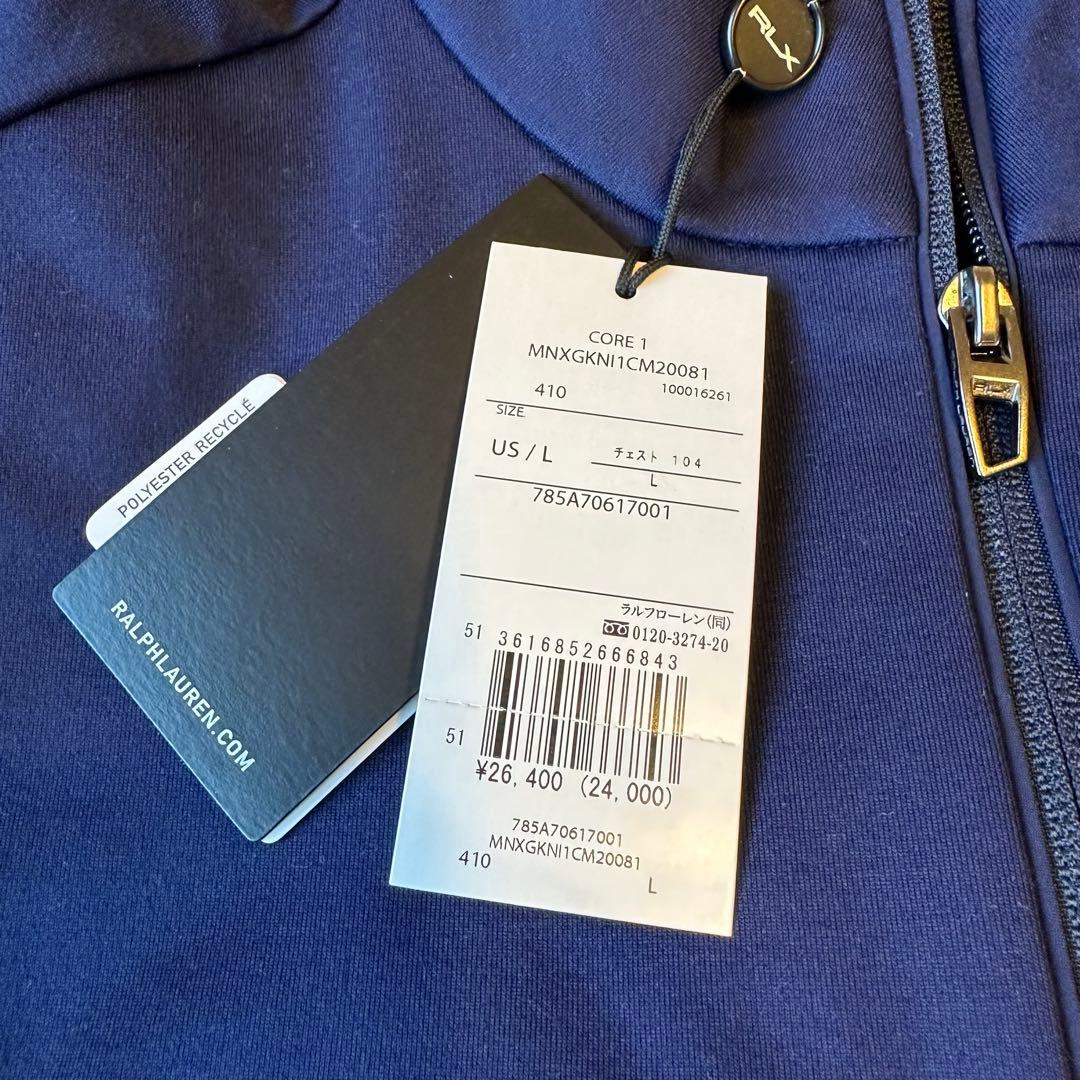 RLX
CORE 1
MNXGKNI1CM20081
410 100016261
SIZE
US / L チェスト 104
L
785A70617001
ラルフローレン(同)
0120-3274-20
51 3616852666843
51
¥26,400 (24,000)
785A70617001
MNXGKNI1CM20081
410 L
POLYESTER RECYCLÉ
RALPHLAUREN.COM
RLX